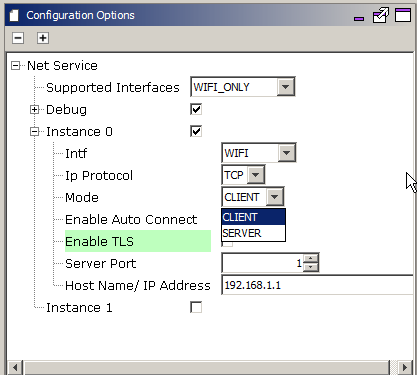 Configuration Options
Net Service
Supported Interfaces WIFI_ONLY
Debug
Instance 0
Intf WIFI
Ip Protocol TCP
Mode CLIENT
Enable Auto Connect CLIENT
Enable TLS SERVER
Server Port 1
Host Name/ IP Address 192.168.1.1
Instance 1